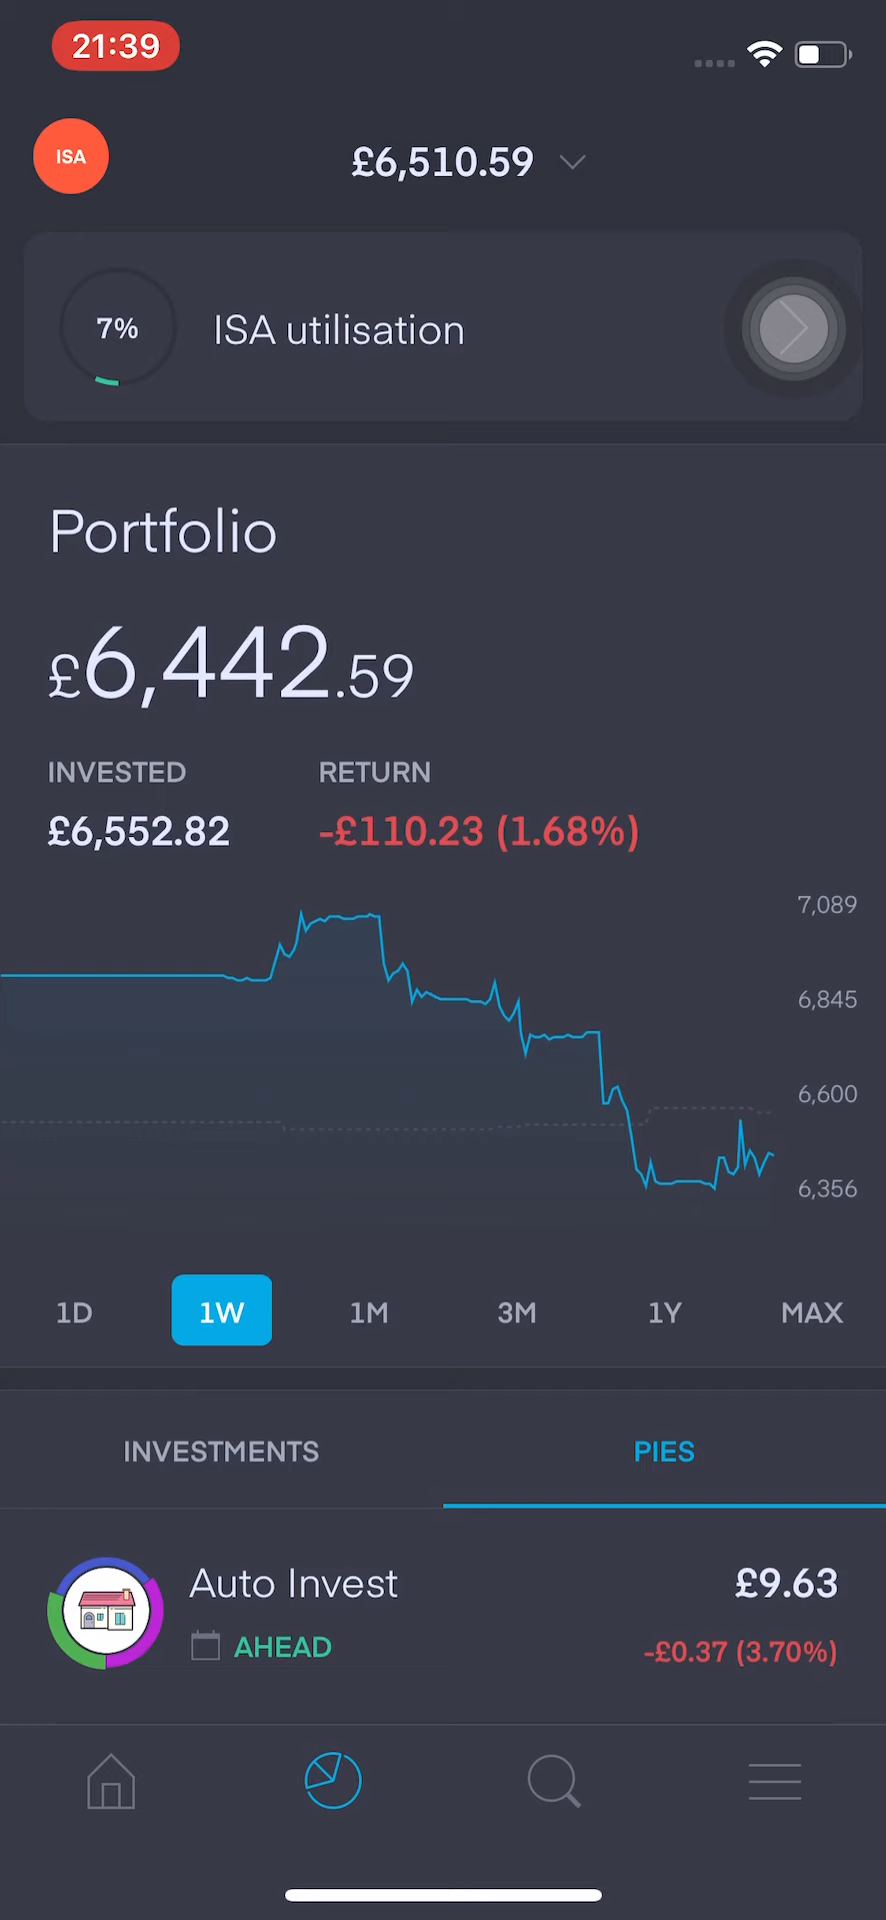 21:39
ISA
£6,510.59
7%
ISA utilisation
Portfolio
£6,442.59
INVESTED
RETURN
£6,552.82
-£110.23 (1.68%)
7,089
6,845
6,600
6,356
1D
1W
1M
3M
1Y
MAX
INVESTMENTS
PIES
Auto Invest
£9.63
AHEAD
-£0.37 (3.70%)